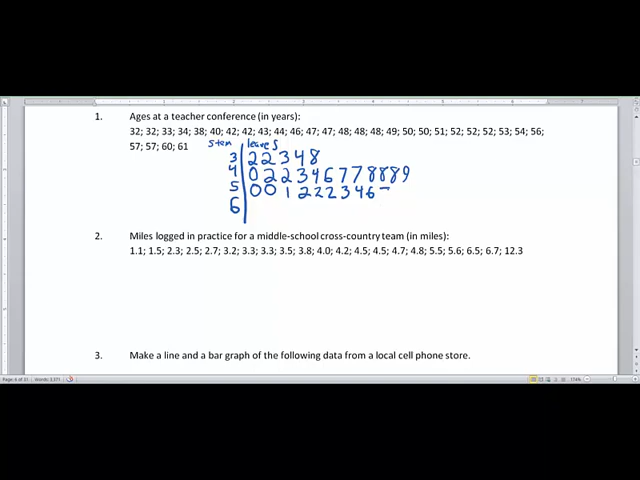 1. Ages at a teacher conference (in years):
32; 32; 33; 34; 38; 40; 42; 42; 43; 44; 46; 47; 47; 48; 48; 48; 49; 50; 50; 51; 52; 52; 52; 53; 54; 56;
57; 57; 60; 61
Stem leaves
3 2 2 3 4 8
4 0 2 2 3 4 6 7 7 8 8 8 9
5 0 0 1 2 2 2 3 4 6
6
2. Miles logged in practice for a middle-school cross-country team (in miles):
1.1; 1.5; 2.3; 2.5; 2.7; 3.2; 3.3; 3.3; 3.5; 3.8; 4.0; 4.2; 4.5; 4.5; 4.7; 4.8; 5.5; 5.6; 6.5; 6.7; 12.3
3. Make a line and a bar graph of the following data from a local cell phone store.